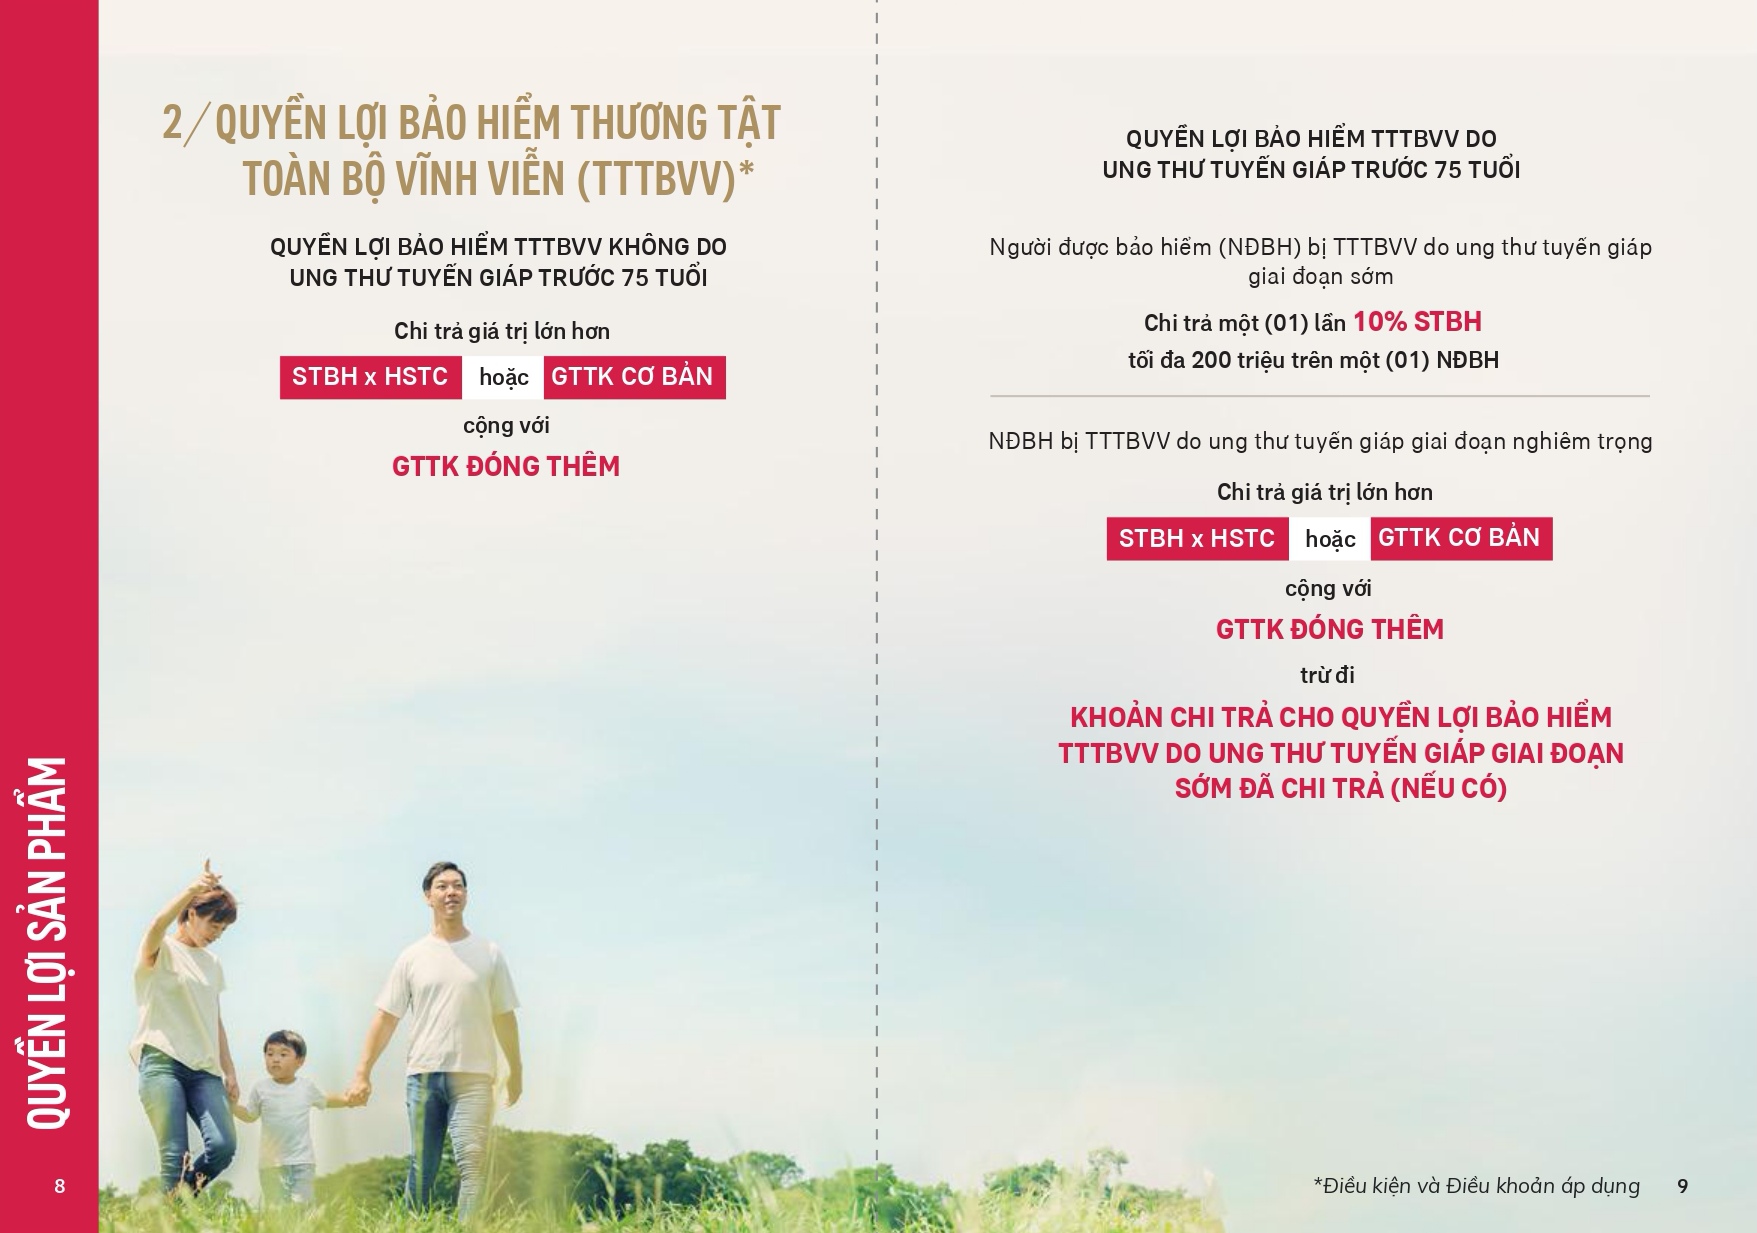 QUYỀN LỢI SẢN PHẨM
8
2/QUYỀN LỢI BẢO HIỂM THƯƠNG TẬT
TOÀN BỘ VĨNH VIỄN (TTTBVV)*
QUYỀN LỢI BẢO HIỂM TTTBVV KHÔNG DO
UNG THƯ TUYẾN GIÁP TRƯỚC 75 TUỔI
Chi trả giá trị lớn hơn
STBH x HSTC hoặc GTTK CƠ BẢN
cộng với
GTTK ĐÓNG THÊM
QUYỀN LỢI BẢO HIỂM TTTBVV DO
UNG THƯ TUYẾN GIÁP TRƯỚC 75 TUỔI
Người được bảo hiểm (NĐBH) bị TTTBVV do ung thư tuyến giáp
giai đoạn sớm
Chi trả một (01) lần 10% STBH
tối đa 200 triệu trên một (01) NĐBH
NĐBH bị TTTBVV do ung thư tuyến giáp giai đoạn nghiêm trọng
Chi trả giá trị lớn hơn
STBH x HSTC hoặc GTTK CƠ BẢN
cộng với
GTTK ĐÓNG THÊM
trừ đi
KHOẢN CHI TRẢ CHO QUYỀN LỢI BẢO HIỂM
TTTBVV DO UNG THƯ TUYẾN GIÁP GIAI ĐOẠN
SỚM ĐÃ CHI TRẢ (NẾU CÓ)
*Điều kiện và Điều khoản áp dụng
9